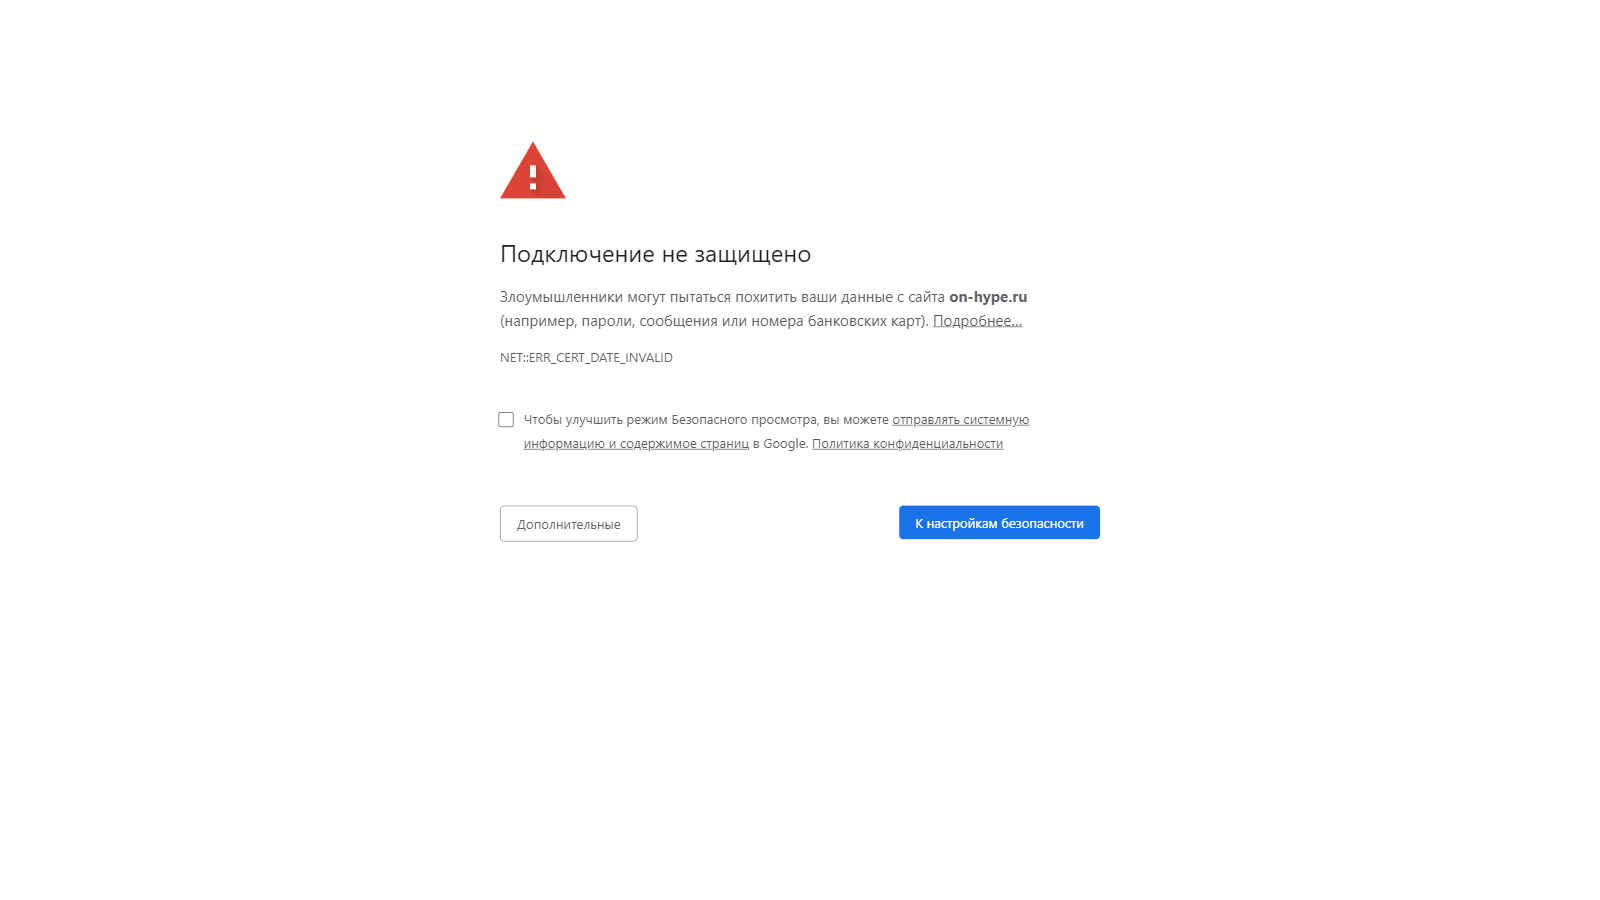 Подключение не защищено
Злоумышленники могут пытаться похитить ваши данные с сайта on-hype.ru
(например, пароли, сообщения или номера банковских карт). Подробнее...
NET::ERR_CERT_DATE_INVALID
Чтобы улучшить режим Безопасного просмотра, вы можете отправлять системную
информацию и содержимое страниц в Google. Политика конфиденциальности
Дополнительные
К настройкам безопасности